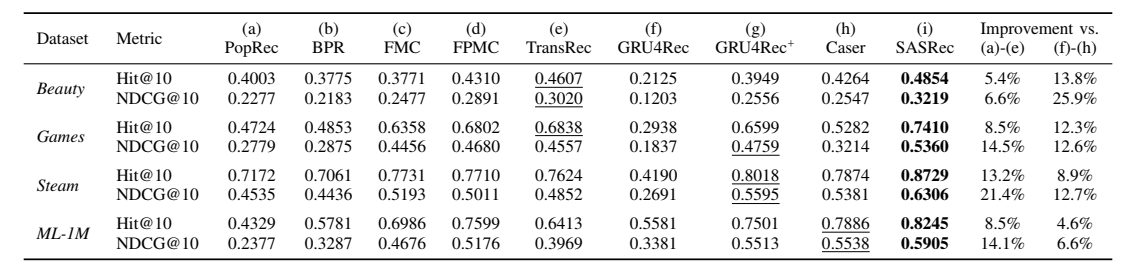 Dataset Metric (a) PopRec (b) BPR (c) FMC (d) FPMC (e) TransRec (f) GRU4Rec (g) GRU4Rec⁺ (h) Caser (i) SASRec Improvement vs. (a)-(e) (f)-(h)
Beauty Hit@10 0.4003 0.3775 0.3771 0.4310 0.4607 0.2125 0.3949 0.4264 0.4854 5.4% 13.8%
NDCG@10 0.2277 0.2183 0.2477 0.2891 0.3020 0.1203 0.2556 0.2547 0.3219 6.6% 25.9%
Games Hit@10 0.4724 0.4853 0.6358 0.6802 0.6838 0.2938 0.6599 0.5282 0.7410 8.5% 12.3%
NDCG@10 0.2779 0.2875 0.4456 0.4680 0.4557 0.1837 0.4759 0.3214 0.5360 14.5% 12.6%
Steam Hit@10 0.7172 0.7061 0.7731 0.7710 0.7624 0.4190 0.8018 0.7874 0.8729 13.2% 8.9%
NDCG@10 0.4535 0.4436 0.5193 0.5011 0.4852 0.2691 0.5595 0.5381 0.6306 21.4% 12.7%
ML-1M Hit@10 0.4329 0.5781 0.6986 0.7599 0.6413 0.5581 0.7501 0.7886 0.8245 8.5% 4.6%
NDCG@10 0.2377 0.3287 0.4676 0.5176 0.3969 0.3381 0.5513 0.5538 0.5905 14.1% 6.6%